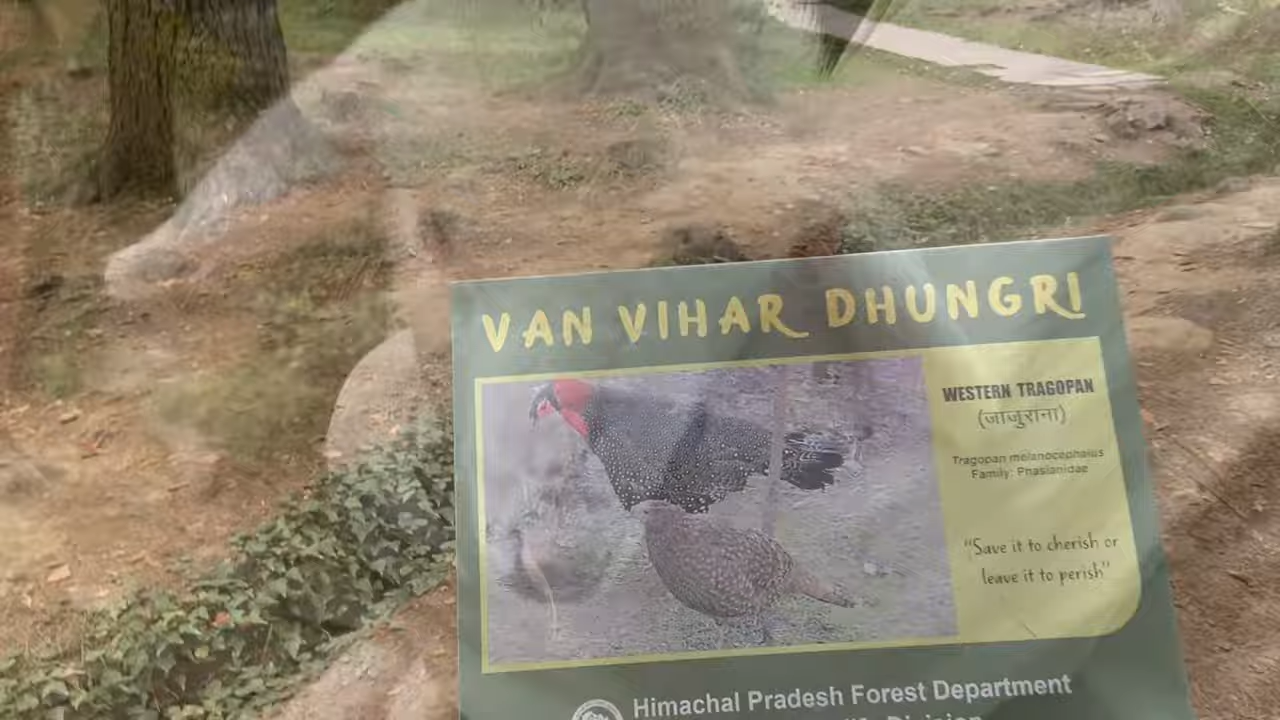 VAN VIHAR DHUNGRI
WESTERN TRAGOPAN
(जाजुराना)
Tragopan melanocephalus
Family: Phasianidae
"Save it to cherish or
leave it to perish"
Himachal Pradesh Forest Department
Division